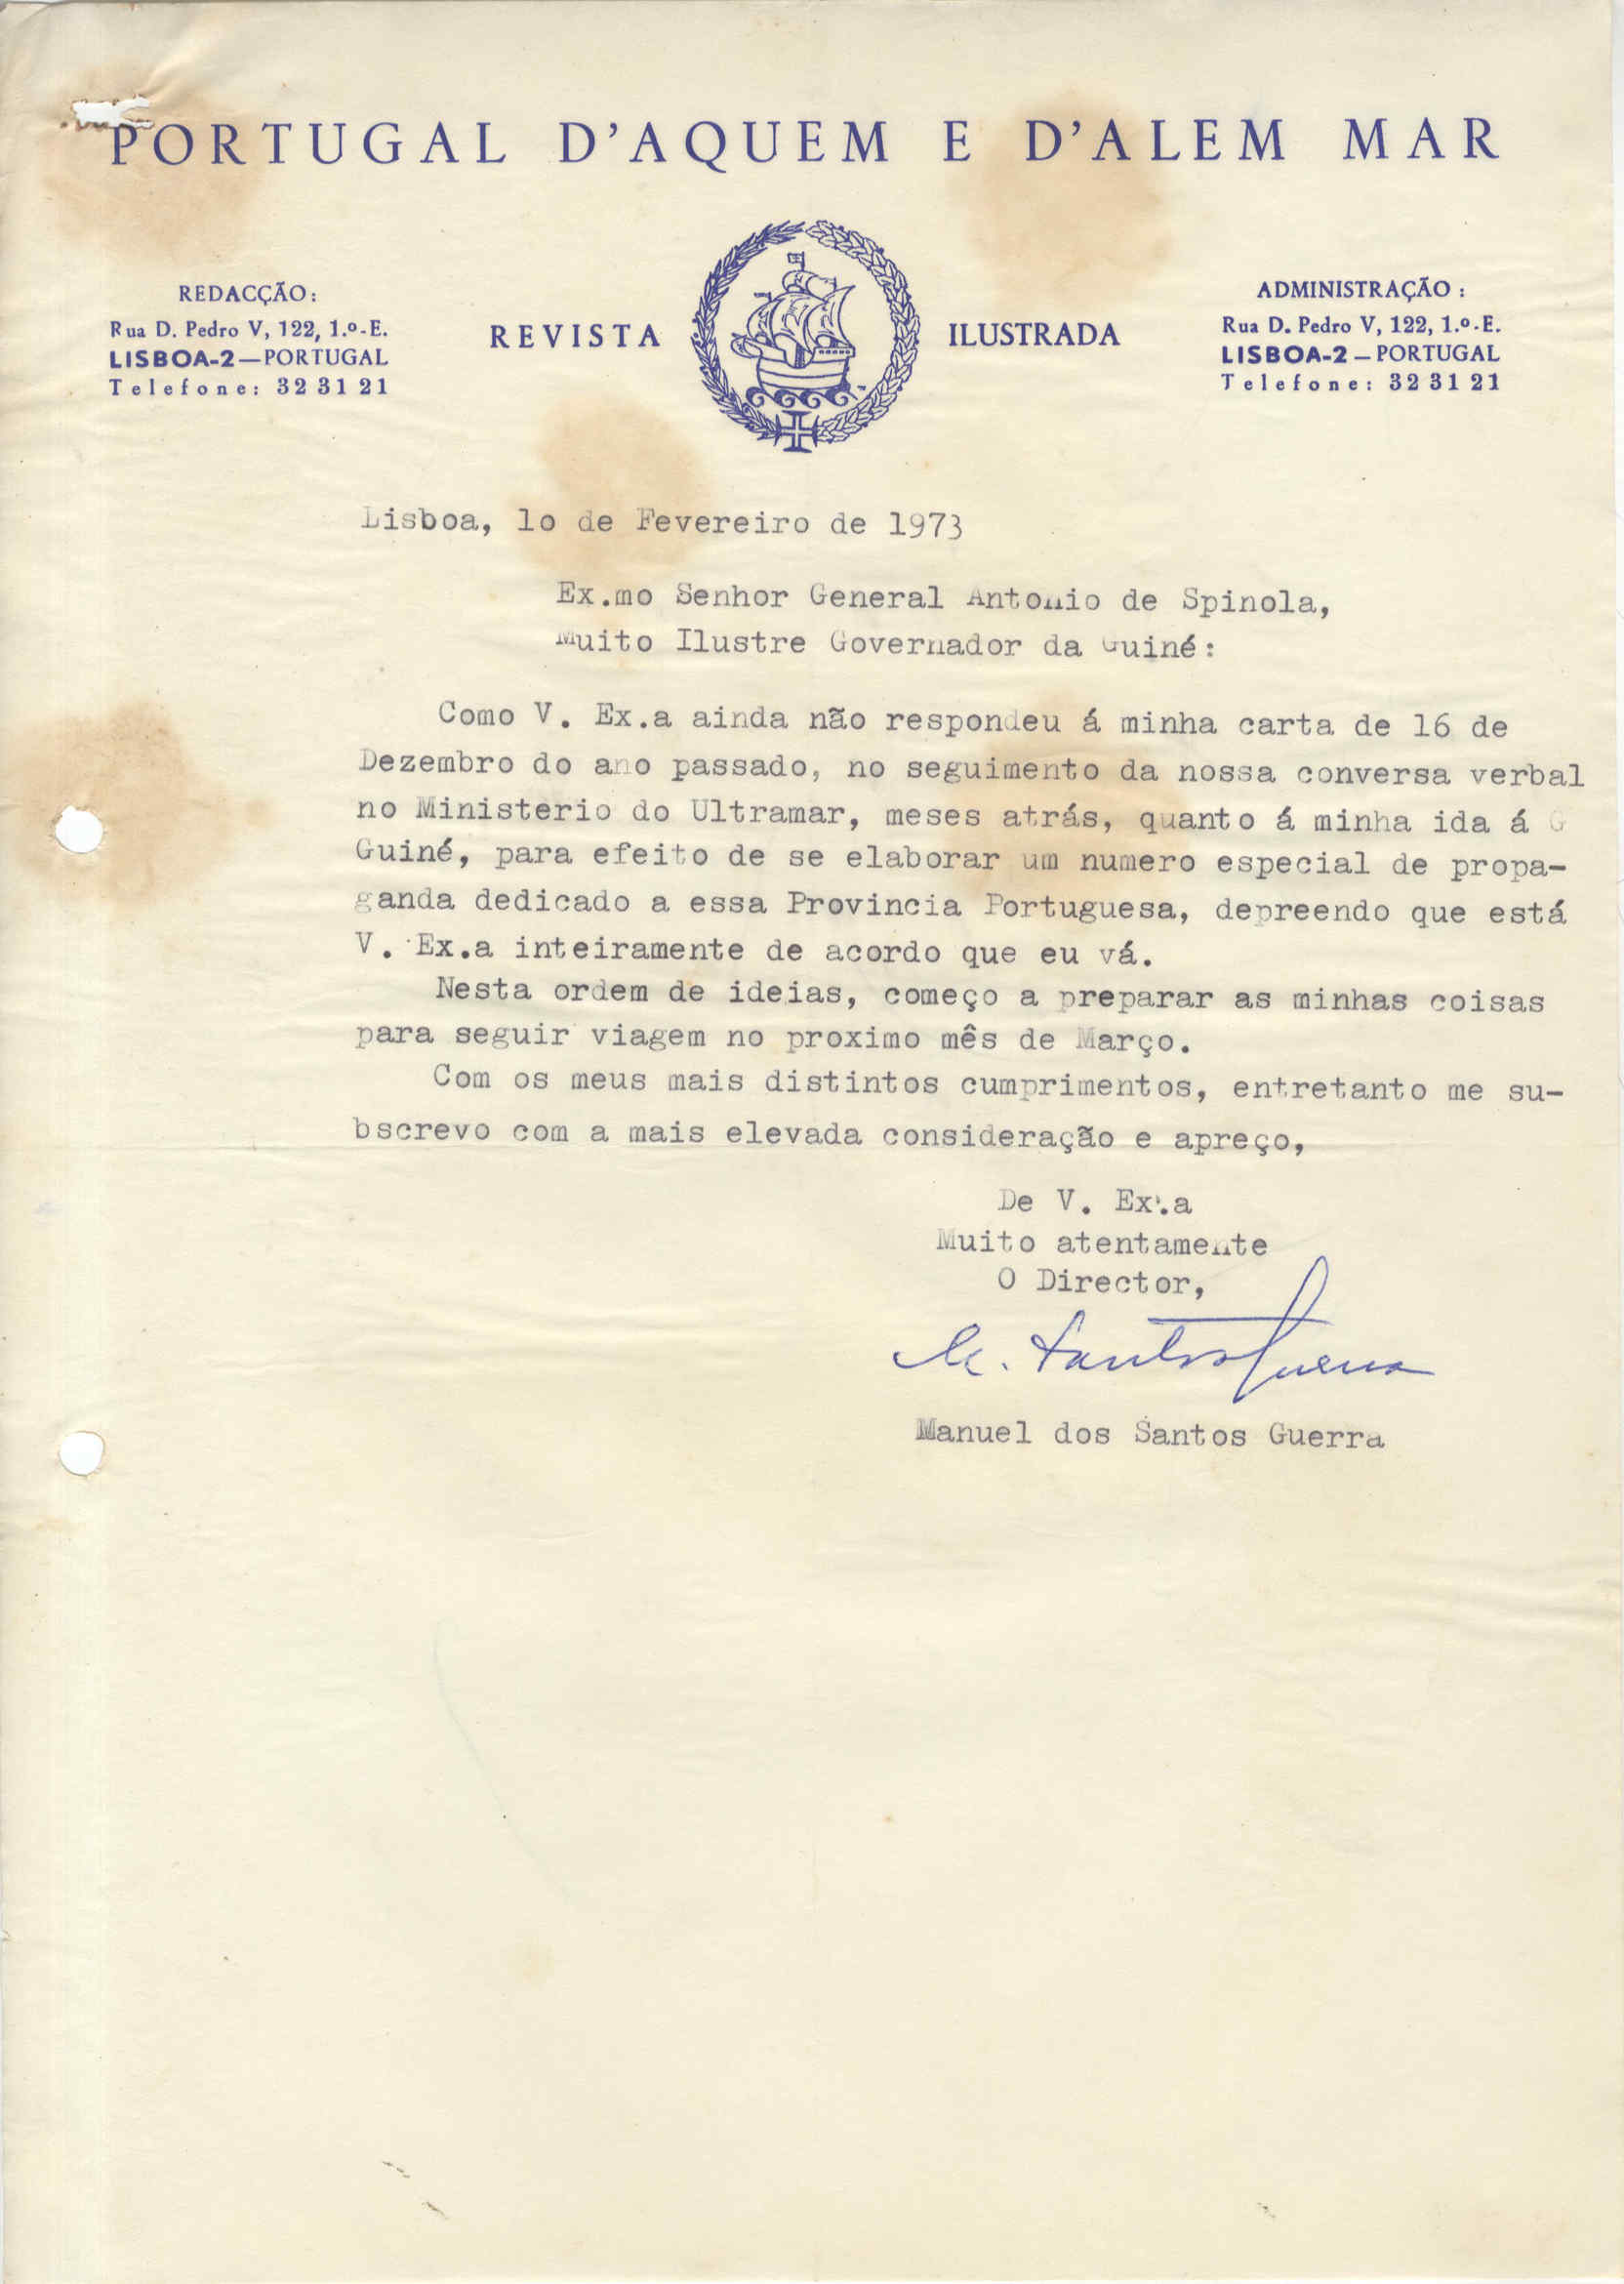 PORTUGAL D'AQUEM E D'ALEM MAR
REDACÇÃO:
Rua D. Pedro V, 122, 1.º-E.
LISBOA-2—PORTUGAL
Telefone: 32 31 21
REVISTA ILUSTRADA
ADMINISTRAÇÃO:
Rua D. Pedro V, 122, 1.º-E.
LISBOA-2—PORTUGAL
Telefone: 32 31 21
Lisboa, lo de Fevereiro de 1973
Ex.mo Senhor General Antonio de Spinola,
Muito Ilustre Governador da Guiné:
Como V. Ex.a ainda não respondeu á minha carta de 16 de
Dezembro do ano passado, no seguimento da nossa conversa verbal
no Ministerio do Ultramar, meses atrás, quanto á minha ida á G
Guiné, para efeito de se elaborar um numero especial de propa-
ganda dedicado a essa Provincia Portuguesa, depreendo que está
V. Ex.a inteiramente de acordo que eu vá.
Nesta ordem de ideias, começo a preparar as minhas coisas
para seguir viagem no proximo mês de Março.
Com os meus mais distintos cumprimentos, entretanto me su-
bscrevo com a mais elevada consideração e apreço,
De V. Ex.a
Muito atentamente
O Director,
M. Santos Guerra
Manuel dos Santos Guerra